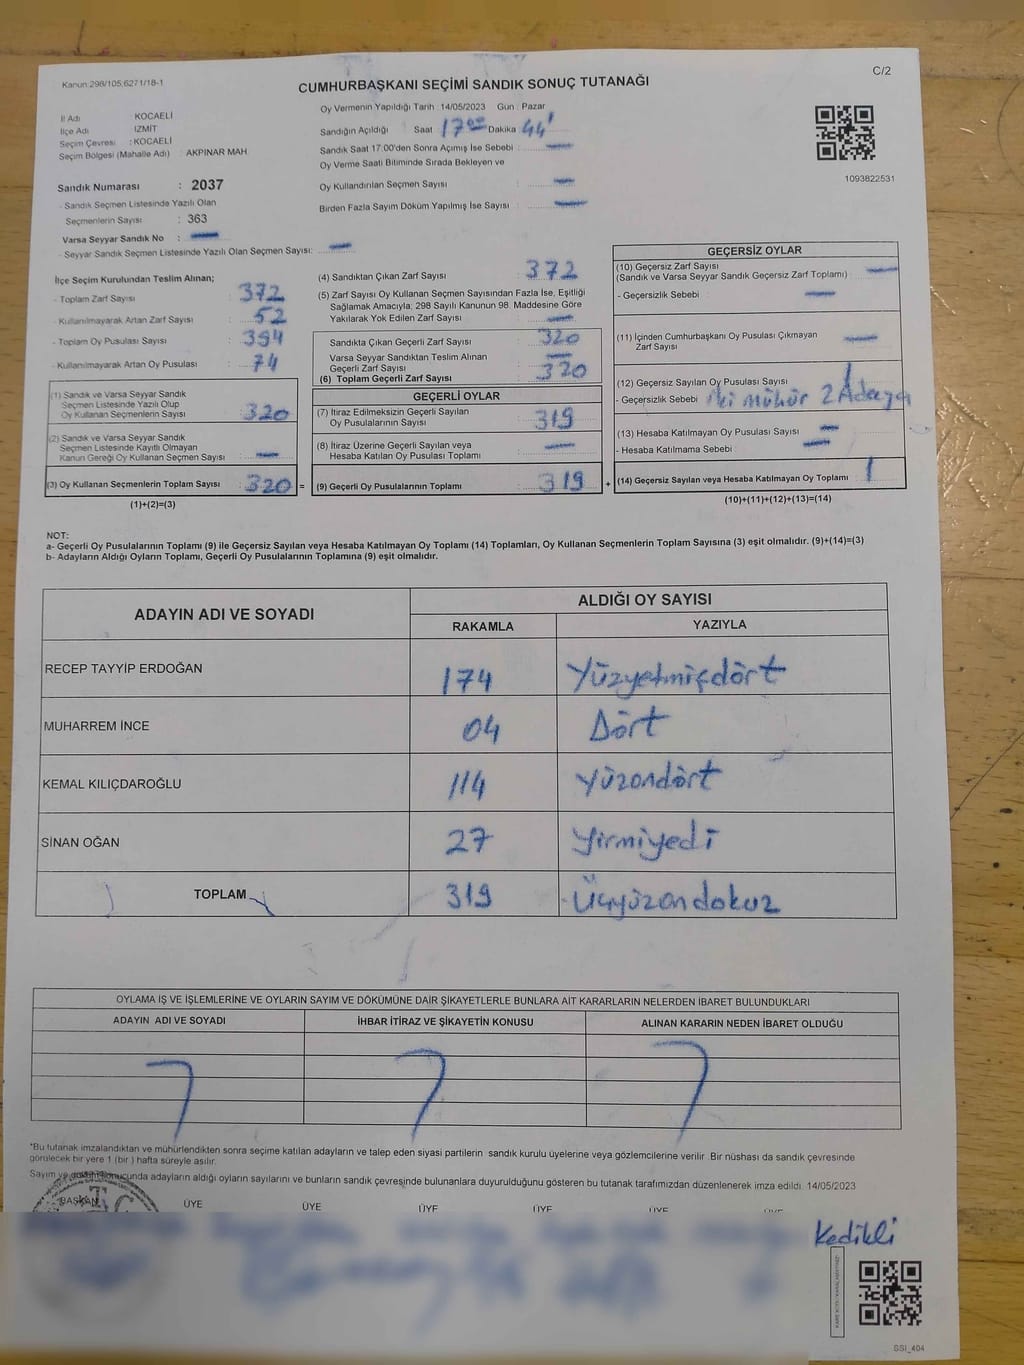 Kanun:298/105;6271/18-1
C/2
CUMHURBAŞKANI SEÇİMİ SANDIK SONUÇ TUTANAĞI
İl Adı KOCAELİ
İlçe Adı İZMİT
Seçim Çevresi : KOCAELİ
Seçim Bölgesi (Mahalle Adı) : AKPINAR MAH.
Sandık Numarası : 2037
- Sandık Seçmen Listesinde Yazılı Olan
Seçmenlerin Sayısı : 363
Varsa Seyyar Sandık No : —
- Seyyar Sandık Seçmen Listesinde Yazılı Olan Seçmen Sayısı: —
Oy Vermenin Yapıldığı Tarih : 14/05/2023 Gün : Pazar
Sandığın Açıldığı Saat 17 00 Dakika 44'
Sandık Saat 17:00'den Sonra Açımış İse Sebebi : —
Oy Verme Saati Bitiminde Sırada Bekleyen ve
Oy Kullandırılan Seçmen Sayısı : —
Birden Fazla Sayım Döküm Yapılmış İse Sayısı : —
1093822531
İlçe Seçim Kurulundan Teslim Alınan;
- Toplam Zarf Sayısı : 372
- Kullanılmayarak Artan Zarf Sayısı : 52
- Toplam Oy Pusulası Sayısı : 394
- Kullanılmayarak Artan Oy Pusulası : 74
(1) Sandık ve Varsa Seyyar Sandık
Seçmen Listesinde Yazılı Olup
Oy Kullanan Seçmenlerin Sayısı : 320
(2) Sandık ve Varsa Seyyar Sandık
Seçmen Listesinde Kayıtlı Olmayan
Kanun Gereği Oy Kullanan Seçmen Sayısı : —
(3) Oy Kullanan Seçmenlerin Toplam Sayısı : 320 =
(1)+(2)=(3)
(4) Sandıktan Çıkan Zarf Sayısı : 372
(5) Zarf Sayısı Oy Kullanan Seçmen Sayısından Fazla İse, Eşitliği
Sağlamak Amacıyla; 298 Sayılı Kanunun 98. Maddesine Göre
Yakılarak Yok Edilen Zarf Sayısı : —
Sandıkta Çıkan Geçerli Zarf Sayısı : 320
Varsa Seyyar Sandıktan Teslim Alınan
Geçerli Zarf Sayısı : —
(6) Toplam Geçerli Zarf Sayısı : 320
GEÇERLİ OYLAR
(7) İtiraz Edilmeksizin Geçerli Sayılan
Oy Pusulalarının Sayısı : 319
(8) İtiraz Üzerine Geçerli Sayılan veya
Hesaba Katılan Oy Pusulası Toplamı : —
(9) Geçerli Oy Pusulalarının Toplamı : 319 +
GEÇERSİZ OYLAR
(10) Geçersiz Zarf Sayısı
(Sandık ve Varsa Seyyar Sandık Geçersiz Zarf Toplamı) : —
- Geçersizlik Sebebi : —
(11) İçinden Cumhurbaşkanı Oy Pusulası Çıkmayan
Zarf Sayısı : —
(12) Geçersiz Sayılan Oy Pusulası Sayısı : 1
- Geçersizlik Sebebi : iki mühür 2 Adaya
(13) Hesaba Katılmayan Oy Pusulası Sayısı : —
- Hesaba Katılmama Sebebi : —
(14) Geçersiz Sayılan veya Hesaba Katılmayan Oy Toplamı : 1
(10)+(11)+(12)+(13)=(14)
NOT:
a- Geçerli Oy Pusulalarının Toplamı (9) ile Geçersiz Sayılan veya Hesaba Katılmayan Oy Toplamı (14) Toplamları, Oy Kullanan Seçmenlerin Toplam Sayısına (3) eşit olmalıdır. (9)+(14)=(3)
b- Adayların Aldığı Oyların Toplamı, Geçerli Oy Pusulalarının Toplamına (9) eşit olmalıdır.
ADAYIN ADI VE SOYADI ALDIĞI OY SAYISI
RAKAMLA YAZIYLA
RECEP TAYYİP ERDOĞAN 174 Yüzyetmişdört
MUHARREM İNCE 04 Dört
KEMAL KILIÇDAROĞLU 114 Yüzondört
SİNAN OĞAN 27 Yirmiyedi
TOPLAM 319 Üçyüzondokuz
OYLAMA İŞ VE İŞLEMLERİNE VE OYLARIN SAYIM VE DÖKÜMÜNE DAİR ŞİKAYETLERLE BUNLARA AİT KARARLARIN NELERDEN İBARET BULUNDUKLARI
ADAYIN ADI VE SOYADI İHBAR İTİRAZ VE ŞİKAYETİN KONUSU ALINAN KARARIN NEDEN İBARET OLDUĞU
*Bu tutanak imzalandıktan ve mühürlendikten sonra seçime katılan adayların ve talep eden siyasi partilerin sandık kurulu üyelerine veya gözlemcilerine verilir. Bir nüshası da sandık çevresinde
görülecek bir yere 1 (bir) hafta süreyle asılır.
Sayım ve döküm sonucunda adayların aldığı oyların sayılarını ve bunların sandık çevresinde bulunanlara duyurulduğunu gösteren bu tutanak tarafımızdan düzenlenerek imza edildi. 14/05/2023
BAŞKAN ÜYE ÜYE ÜYE ÜYE ÜYE ÜYE
T.C.
Kedikli
SSI_404